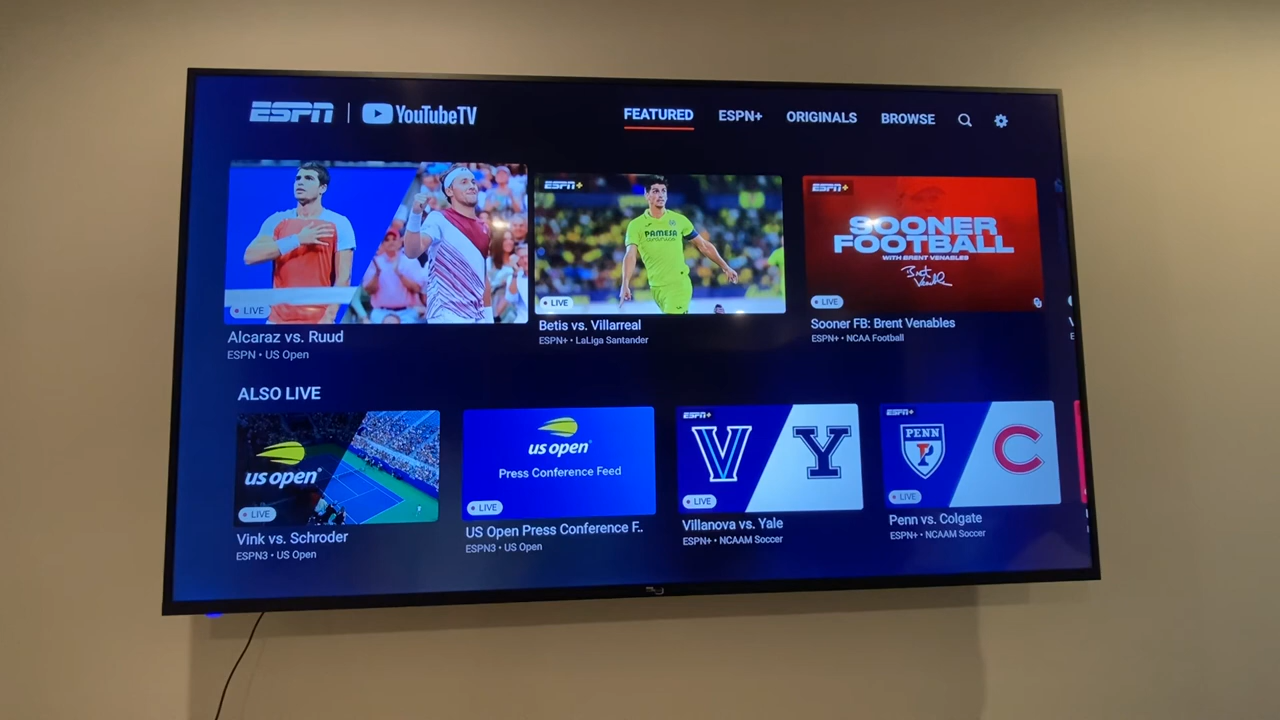 ESPN | YouTubeTV
FEATURED ESPN+ ORIGINALS BROWSE
LIVE
Alcaraz vs. Ruud
ESPN • US Open
ESPN+
PAMESA
cerámica
LIVE
Betis vs. Villarreal
ESPN+ • LaLiga Santander
ESPN+
SOONER
FOOTBALL
WITH BRENT VENABLES
LIVE
Sooner FB: Brent Venables
ESPN+ • NCAA Football
ALSO LIVE
us open
LIVE
Vink vs. Schroder
ESPN3 • US Open
us open
Press Conference Feed
LIVE
US Open Press Conference F..
ESPN3 • US Open
ESPN+
V Y
LIVE
Villanova vs. Yale
ESPN+ • NCAAM Soccer
ESPN+
PENN
P C
LIVE
Penn vs. Colgate
ESPN+ • NCAAM Soccer